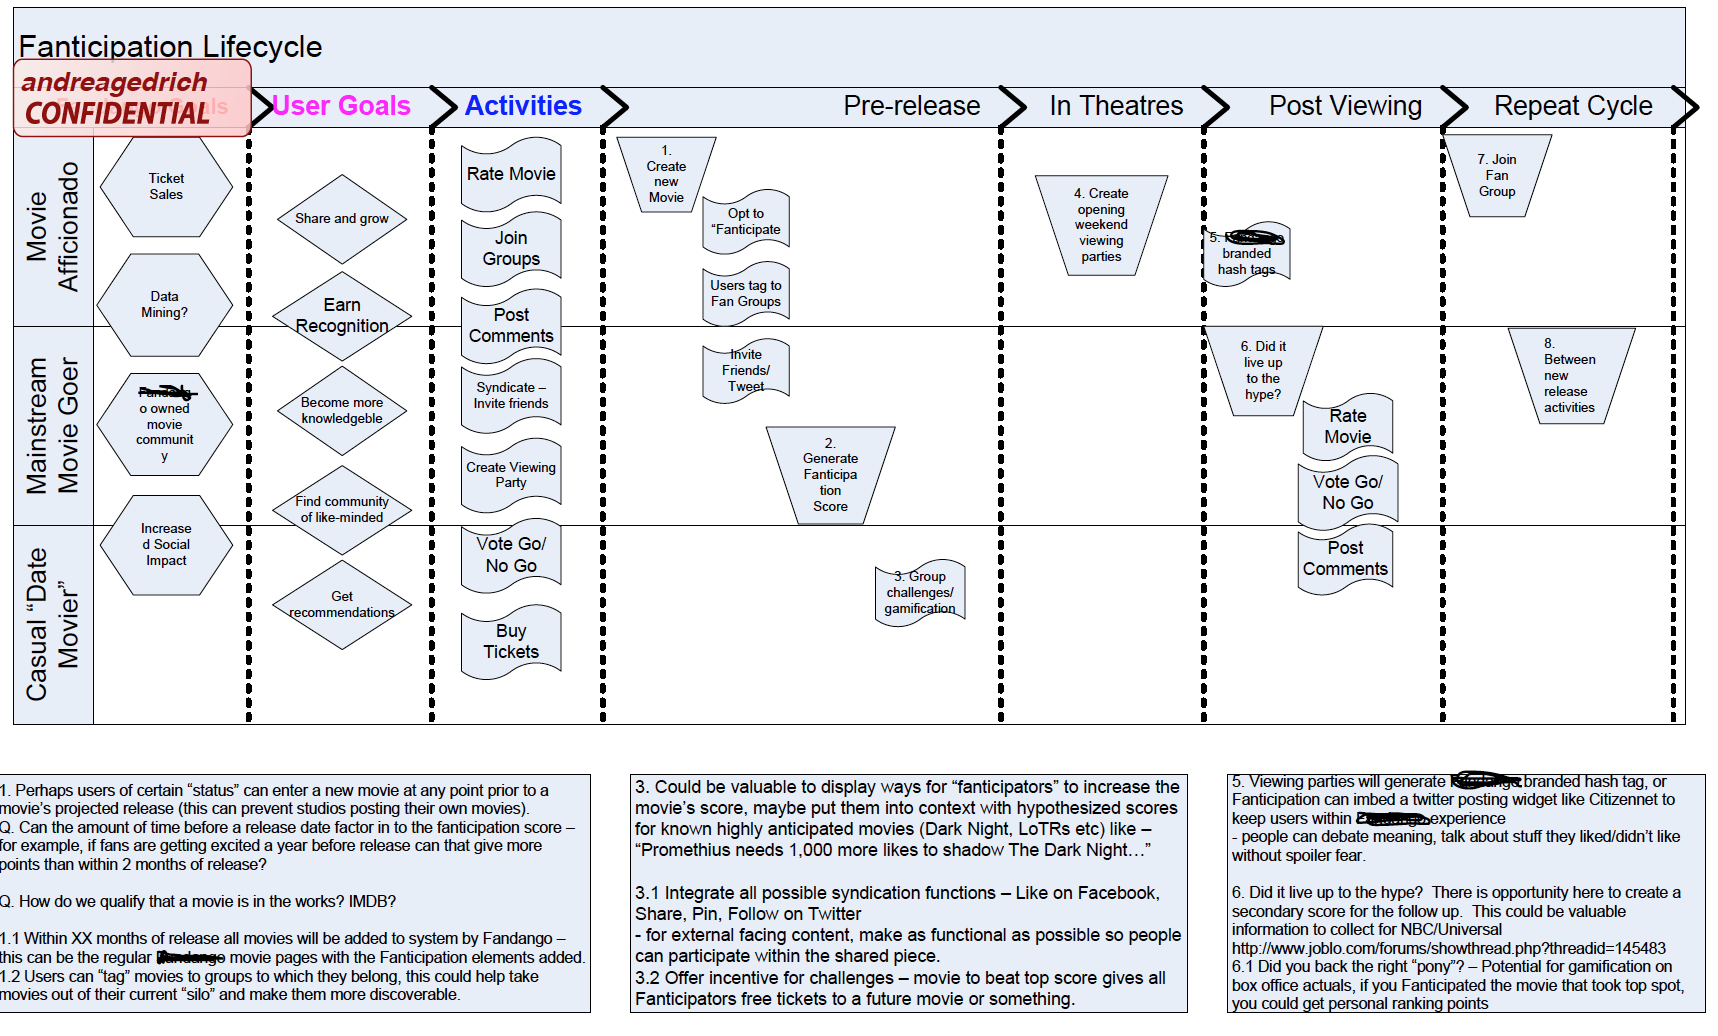 Fanticipation Lifecycle
andreagedrich
CONFIDENTIAL
User Goals
Activities
Pre-release
In Theatres
Post Viewing
Repeat Cycle
Movie
Afficionado
Mainstream
Movie Goer
Casual “Date
Movier”
Ticket
Sales
Data
Mining?
o owned
movie
communit
y
Increase
d Social
Impact
Share and grow
Earn
Recognition
Become more
knowledgeble
Find community
of like-minded
Get
recommendations
Rate Movie
Join
Groups
Post
Comments
Syndicate –
Invite friends
Create Viewing
Party
Vote Go/
No Go
Buy
Tickets
1.
Create
new
Movie
Opt to
“Fanticipate
Users tag to
Fan Groups
Invite
Friends/
Tweet
2.
Generate
Fanticipa
tion
Score
3. Group
challenges/
gamification
4. Create
opening
weekend
viewing
parties
5.
branded
hash tags
6. Did it
live up
to the
hype?
Rate
Movie
Vote Go/
No Go
Post
Comments
7. Join
Fan
Group
8.
Between
new
release
activities
1. Perhaps users of certain “status” can enter a new movie at any point prior to a
movie’s projected release (this can prevent studios posting their own movies).
Q. Can the amount of time before a release date factor in to the fanticipation score –
for example, if fans are getting excited a year before release can that give more
points than within 2 months of release?
Q. How do we qualify that a movie is in the works? IMDB?
1.1 Within XX months of release all movies will be added to system by Fandango –
this can be the regular movie pages with the Fanticipation elements added.
1.2 Users can “tag” movies to groups to which they belong, this could help take
movies out of their current “silo” and make them more discoverable.
3. Could be valuable to display ways for “fanticipators” to increase the
movie’s score, maybe put them into context with hypothesized scores
for known highly anticipated movies (Dark Night, LoTRs etc) like –
“Promethius needs 1,000 more likes to shadow The Dark Night…”
3.1 Integrate all possible syndication functions – Like on Facebook,
Share, Pin, Follow on Twitter
- for external facing content, make as functional as possible so people
can participate within the shared piece.
3.2 Offer incentive for challenges – movie to beat top score gives all
Fanticipators free tickets to a future movie or something.
5. Viewing parties will generate branded hash tag, or
Fanticipation can imbed a twitter posting widget like Citizennet to
keep users within experience
- people can debate meaning, talk about stuff they liked/didn’t like
without spoiler fear.
6. Did it live up to the hype?  There is opportunity here to create a
secondary score for the follow up.  This could be valuable
information to collect for NBC/Universal
http://www.joblo.com/forums/showthread.php?threadid=145483
6.1 Did you back the right “pony”? – Potential for gamification on
box office actuals, if you Fanticipated the movie that took top spot,
you could get personal ranking points